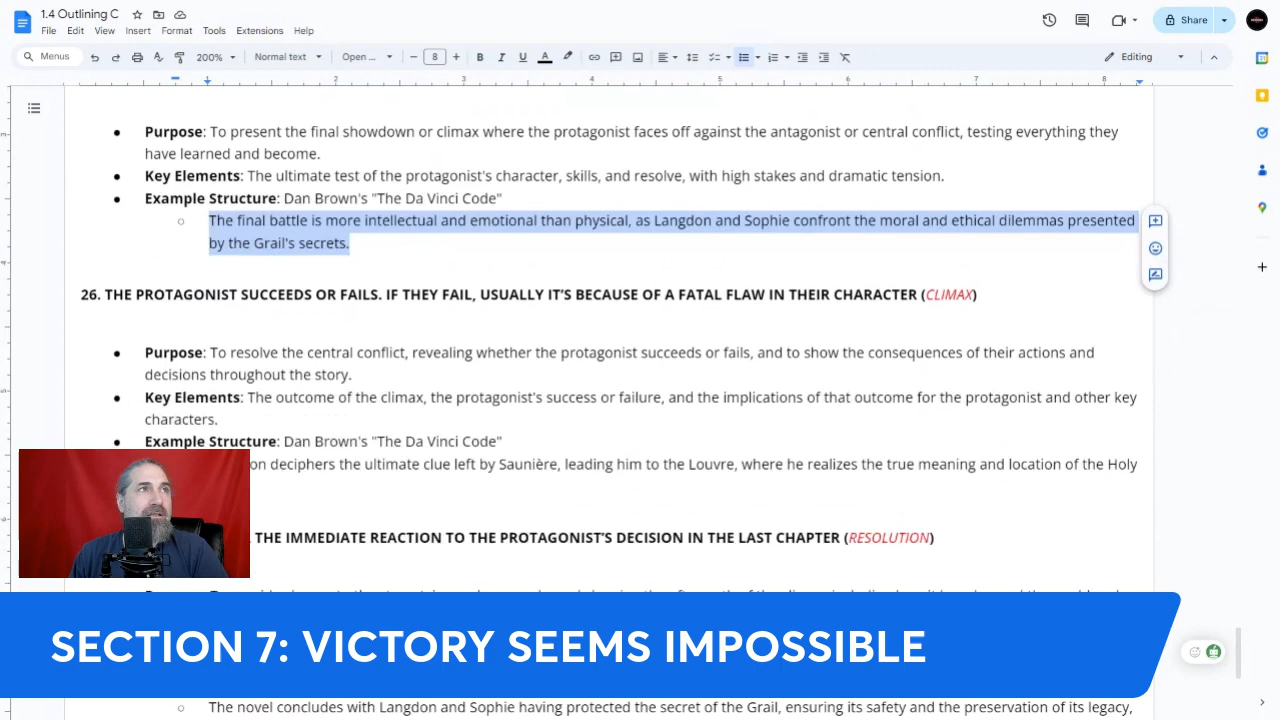 1.4 Outlining C
File Edit View Insert Format Tools Extensions Help
Share
Menus 200% Normal text Open ... 8 B I U A Editing
2 3 4 5 6 7 8
Purpose: To present the final showdown or climax where the protagonist faces off against the antagonist or central conflict, testing everything they
have learned and become.
Key Elements: The ultimate test of the protagonist's character, skills, and resolve, with high stakes and dramatic tension.
Example Structure: Dan Brown's "The Da Vinci Code"
The final battle is more intellectual and emotional than physical, as Langdon and Sophie confront the moral and ethical dilemmas presented
by the Grail's secrets.
26. THE PROTAGONIST SUCCEEDS OR FAILS. IF THEY FAIL, USUALLY IT'S BECAUSE OF A FATAL FLAW IN THEIR CHARACTER (CLIMAX)
Purpose: To resolve the central conflict, revealing whether the protagonist succeeds or fails, and to show the consequences of their actions and
decisions throughout the story.
Key Elements: The outcome of the climax, the protagonist's success or failure, and the implications of that outcome for the protagonist and other key
characters.
Example Structure: Dan Brown's "The Da Vinci Code"
on deciphers the ultimate clue left by Saunière, leading him to the Louvre, where he realizes the true meaning and location of the Holy
THE IMMEDIATE REACTION TO THE PROTAGONIST'S DECISION IN THE LAST CHAPTER (RESOLUTION)
SECTION 7: VICTORY SEEMS IMPOSSIBLE
The novel concludes with Langdon and Sophie having protected the secret of the Grail, ensuring its safety and the preservation of its legacy,